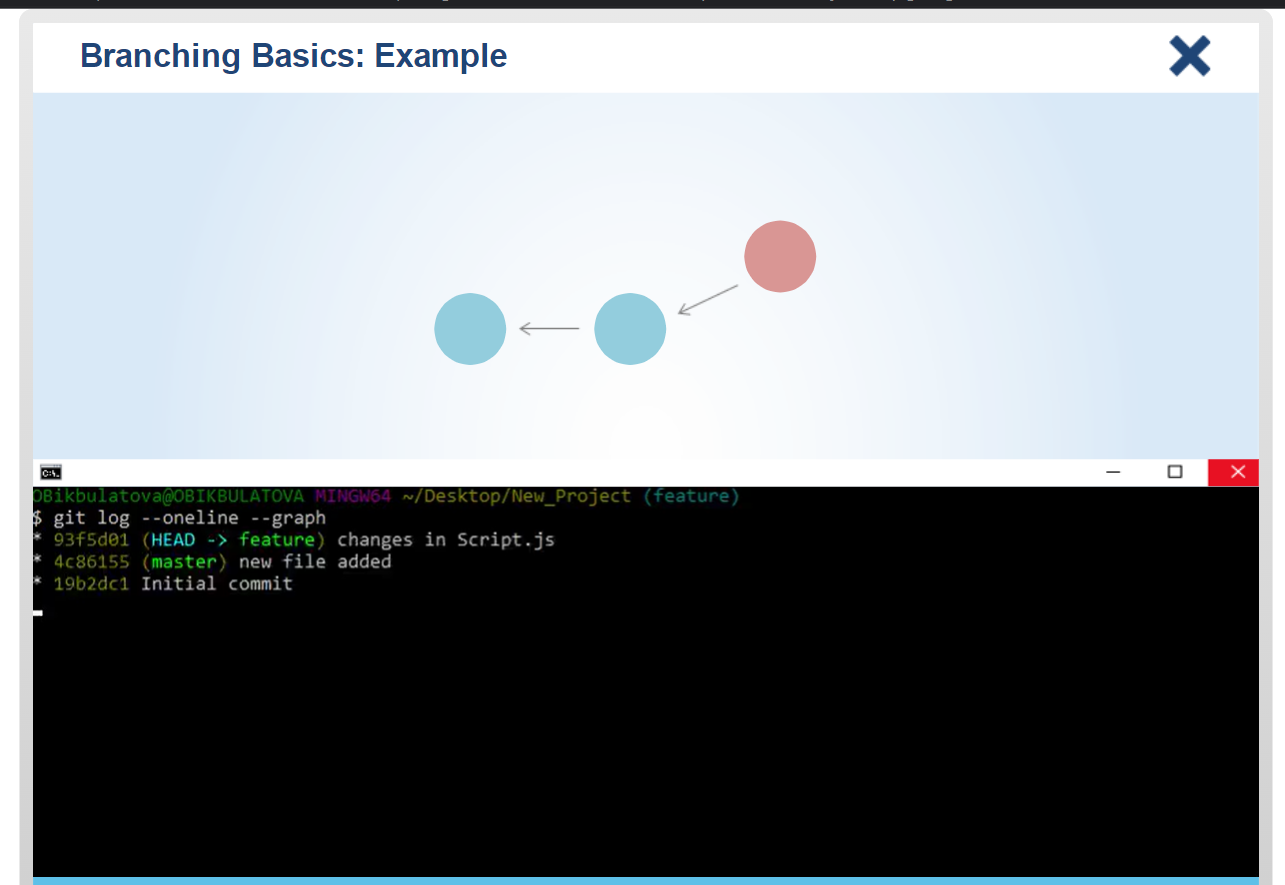 Branching Basics: Example
C:\.
OBikbulatova@OBIKBULATOVA MINGW64 ~/Desktop/New_Project (feature)
$ git log --oneline --graph
* 93f5d01 (HEAD -> feature) changes in Script.js
* 4c86155 (master) new file added
* 19b2dc1 Initial commit